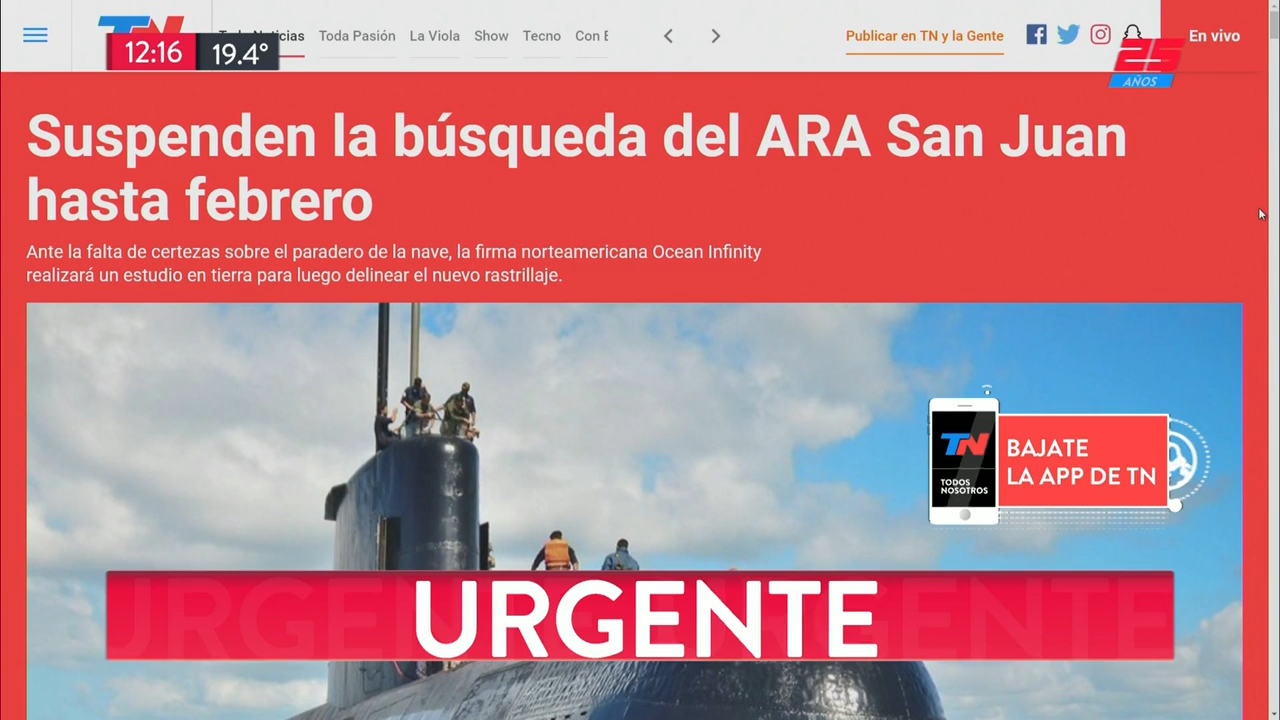 TN
Toda Pasión
La Viola
Show
Tecno
Con
Publicar en TN y la Gente
En vivo
12:16
19.4°
25
AÑOS
Suspenden la búsqueda del ARA San Juan
hasta febrero
Ante la falta de certezas sobre el paradero de la nave, la firma norteamericana Ocean Infinity
realizará un estudio en tierra para luego delinear el nuevo rastrillaje.
TN
TODOS
NOSOTROS
BAJATE
LA APP DE TN
URGENTE